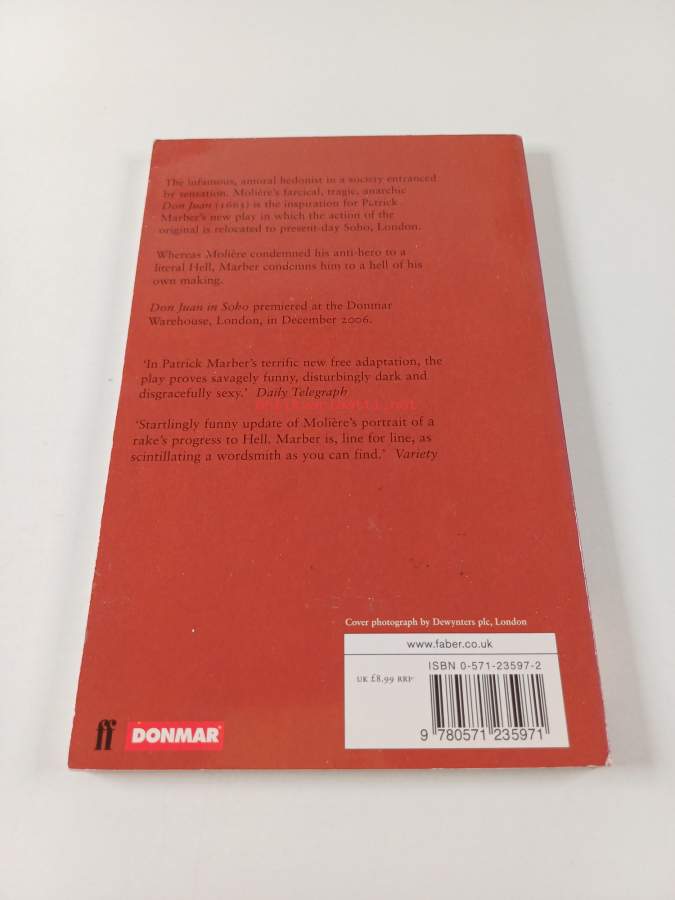 The infamous, amoral hedonist in a society entranced
by sensation. Molière's farcical, tragic, anarchic
Don Juan (1665) is the inspiration for Patrick
Marber's new play in which the action of the
original is relocated to present-day Soho, London.
Whereas Molière condemned his anti-hero to a
literal Hell, Marber condemns him to a hell of his
own making.
Don Juan in Soho premiered at the Donmar
Warehouse, London, in December 2006.
'In Patrick Marber's terrific new free adaptation, the
play proves savagely funny, disturbingly dark and
disgracefully sexy.' Daily Telegraph
'Startlingly funny update of Molière's portrait of a
rake's progress to Hell. Marber is, line for line, as
scintillating a wordsmith as you can find.' Variety
Cover photograph by Dewynters plc, London
www.faber.co.uk
ISBN 0-571-23597-2
UK £8.99 RRP
9 780571 235971
ff
DONMAR